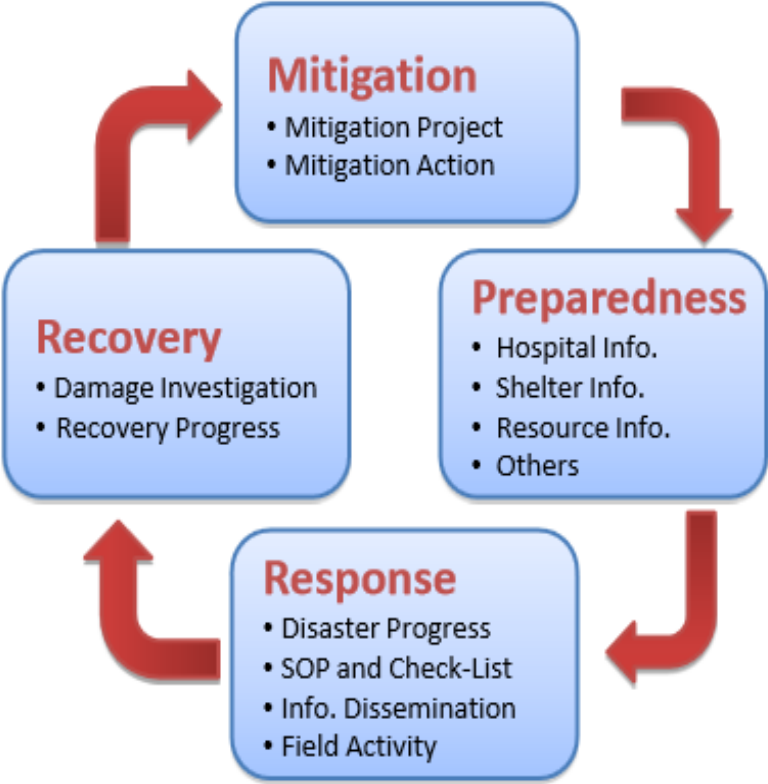 Mitigation
• Mitigation Project
• Mitigation Action
Preparedness
• Hospital Info.
• Shelter Info.
• Resource Info.
• Others
Response
• Disaster Progress
• SOP and Check-List
• Info. Dissemination
• Field Activity
Recovery
• Damage Investigation
• Recovery Progress